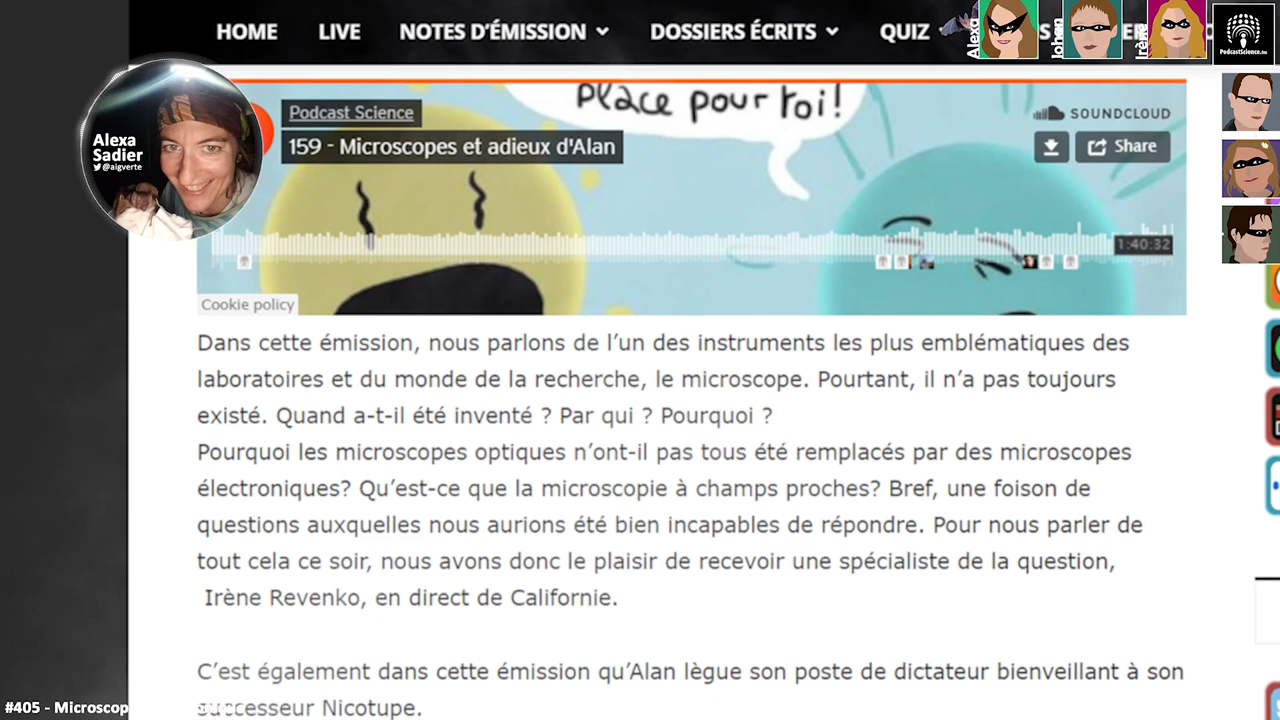 HOME LIVE NOTES D’ÉMISSION DOSSIERS ÉCRITS QUIZ
Alexa
Johan
Irène
PodcastScience.fm
Place pour toi!
Podcast Science
159 - Microscopes et adieux d'Alan
SOUNDCLOUD
Share
Alexa
Sadier
@aigverte
1:40:32
Cookie policy
Dans cette émission, nous parlons de l’un des instruments les plus emblématiques des
laboratoires et du monde de la recherche, le microscope. Pourtant, il n’a pas toujours
existé. Quand a-t-il été inventé ? Par qui ? Pourquoi ?
Pourquoi les microscopes optiques n’ont-il pas tous été remplacés par des microscopes
électroniques? Qu’est-ce que la microscopie à champs proches? Bref, une foison de
questions auxquelles nous aurions été bien incapables de répondre. Pour nous parler de
tout cela ce soir, nous avons donc le plaisir de recevoir une spécialiste de la question,
Irène Revenko, en direct de Californie.
C’est également dans cette émission qu’Alan lègue son poste de dictateur bienveillant à son
successeur Nicotupe.
#405 - Microscop